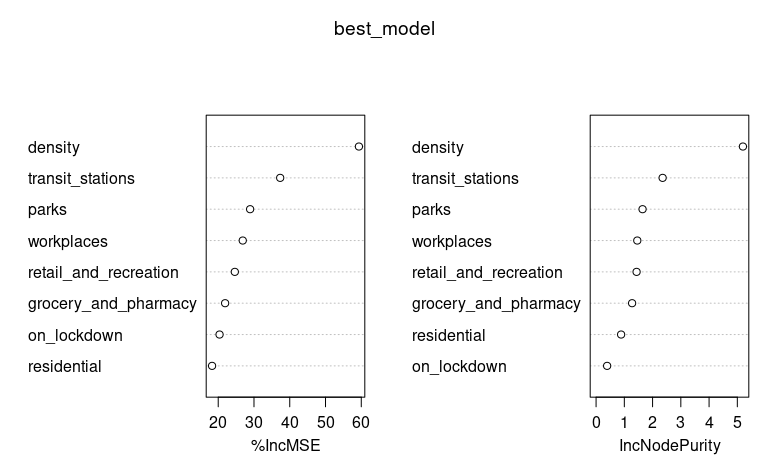 best_model
density
transit_stations
parks
workplaces
retail_and_recreation
grocery_and_pharmacy
on_lockdown
residential
20 30 40 50 60
%IncMSE
density
transit_stations
parks
workplaces
retail_and_recreation
grocery_and_pharmacy
residential
on_lockdown
0 1 2 3 4 5
IncNodePurity